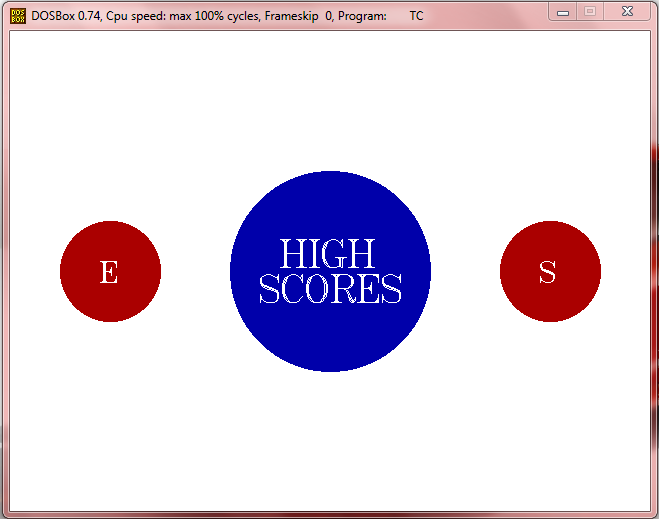 DOSBox 0.74, Cpu speed: max 100% cycles, Frameskip 0, Program: TC
HIGH
SCORES
E
S